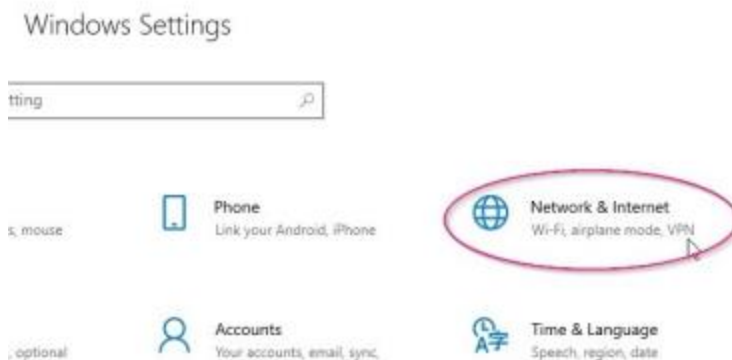 Windows Settings
tting
Phone
Network & Internet
s, mouse
Link your Android, iPhone
Wi-Fi, airplane mode, VPN
Accounts
Time & Language
, optional
Your accounts, email, sync,
Speech, region, date